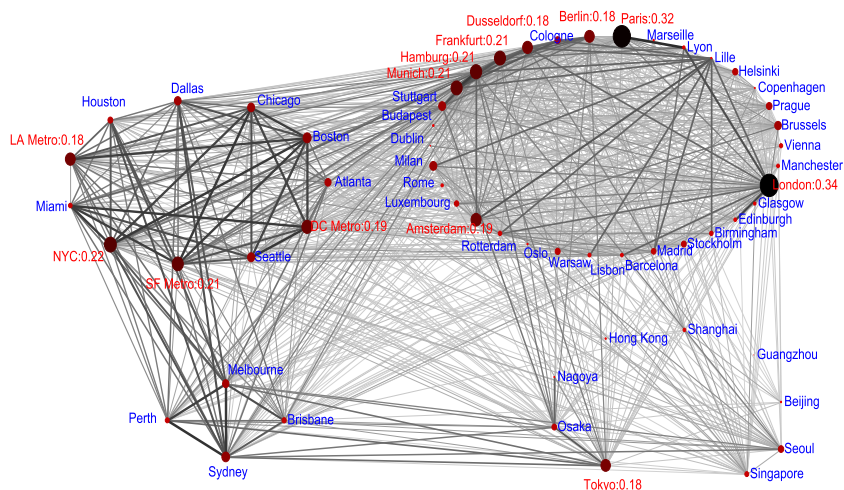 Dusseldorf:0.18
Berlin:0.18
Paris:0.32
Frankfurt:0.21
Cologne
Marseille
Lyon
Hamburg:0.21
Lille
Munich:0.21
Helsinki
Dallas
Stuttgart
Copenhagen
Houston
Chicago
Budapest
Prague
LA Metro:0.18
Boston
Dublin
Brussels
Vienna
Milan
Manchester
Atlanta
Rome
London:0.34
Miami
Luxembourg
Glasgow
DC Metro:0.19
Amsterdam:0.19
Edinburgh
Birmingham
NYC:0.22
Seattle
Rotterdam
Oslo
Warsaw
Lisbon
Barcelona
Madrid
Stockholm
SF Metro:0.21
Hong Kong
Shanghai
Guangzhou
Melbourne
Nagoya
Beijing
Perth
Brisbane
Osaka
Seoul
Sydney
Tokyo:0.18
Singapore